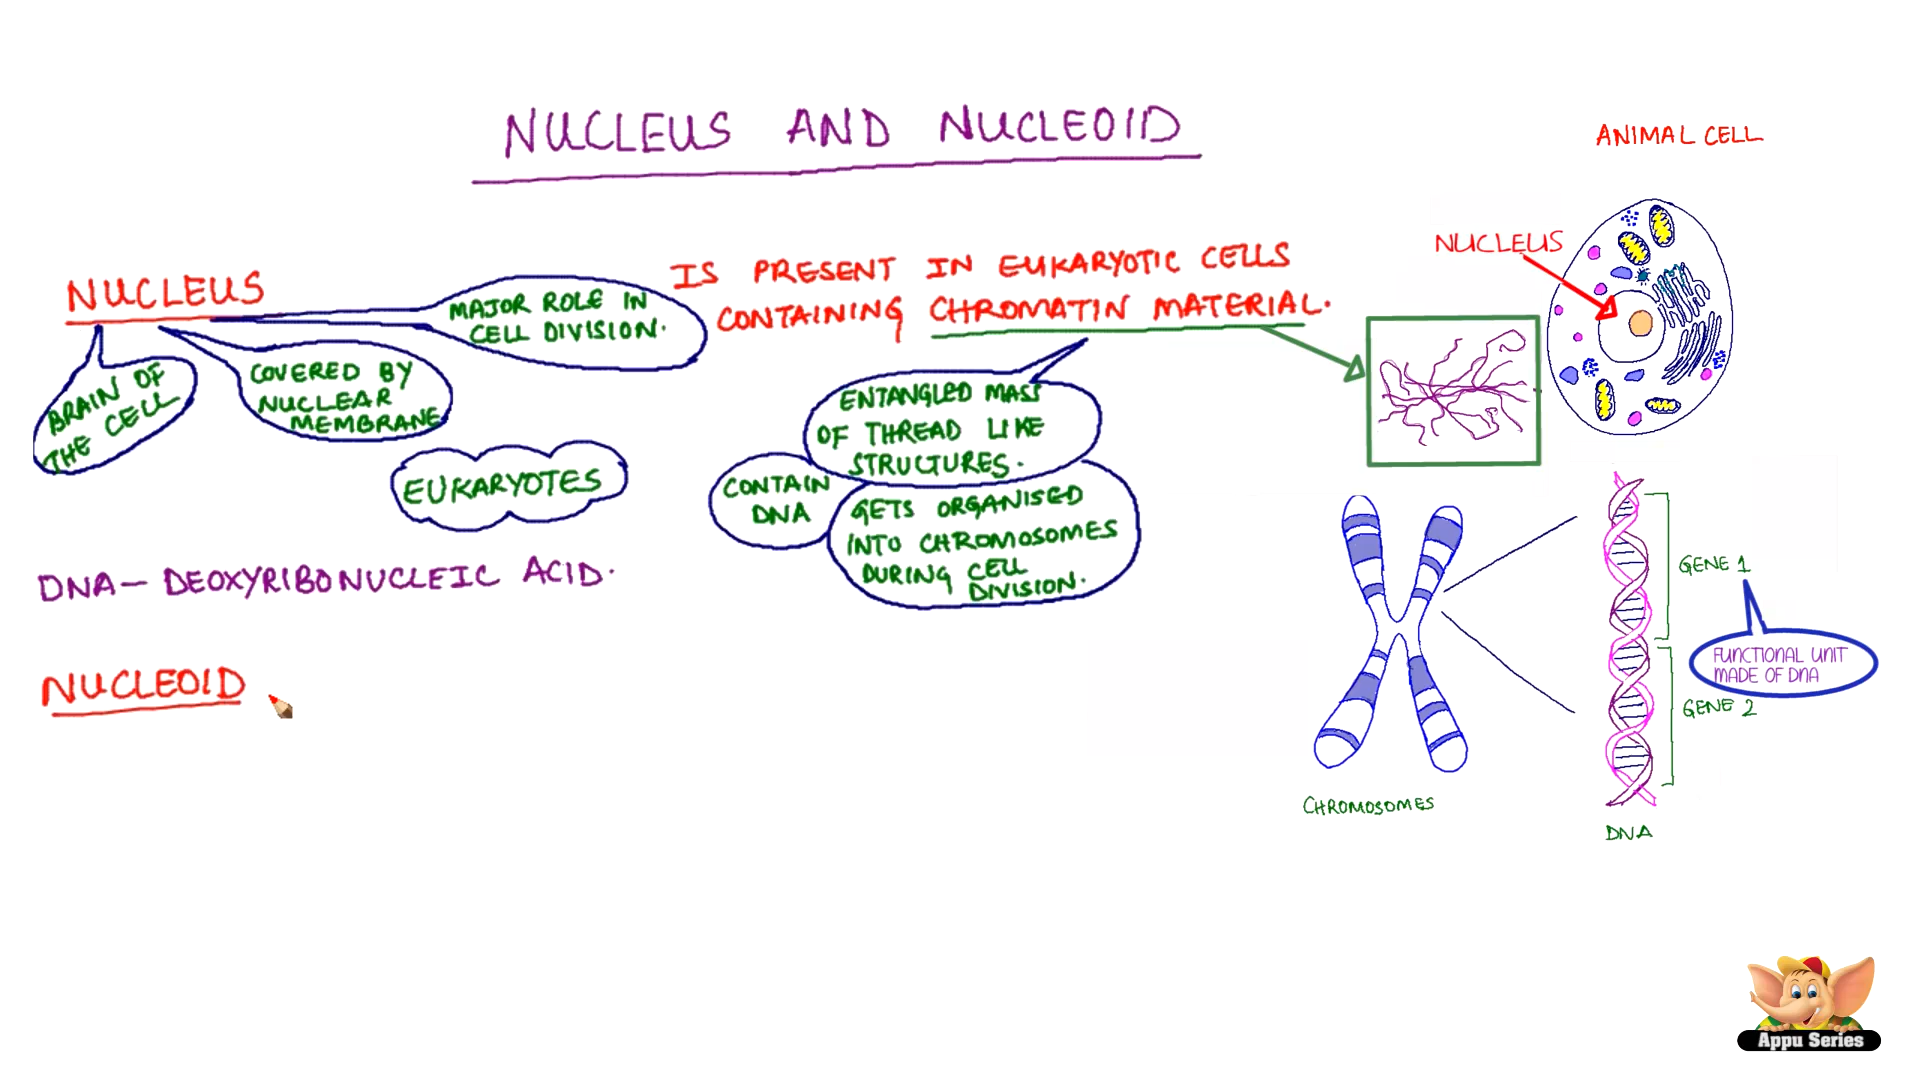 NUCLEUS AND NUCLEOID
ANIMAL CELL
NUCLEUS
NUCLEUS
MAJOR ROLE IN
CELL DIVISION.
IS PRESENT IN EUKARYOTIC CELLS
CONTAINING CHROMATIN MATERIAL.
BRAIN OF
THE CELL
COVERED BY
NUCLEAR
MEMBRANE
EUKARYOTES
ENTANGLED MASS
OF THREAD LIKE
STRUCTURES.
CONTAIN
DNA
GETS ORGANISED
INTO CHROMOSOMES
DURING CELL
DIVISION.
DNA - DEOXYRIBONUCLEIC ACID.
NUCLEOID
GENE 1
FUNCTIONAL UNIT
MADE OF DNA
GENE 2
CHROMOSOMES
DNA
Appu Series